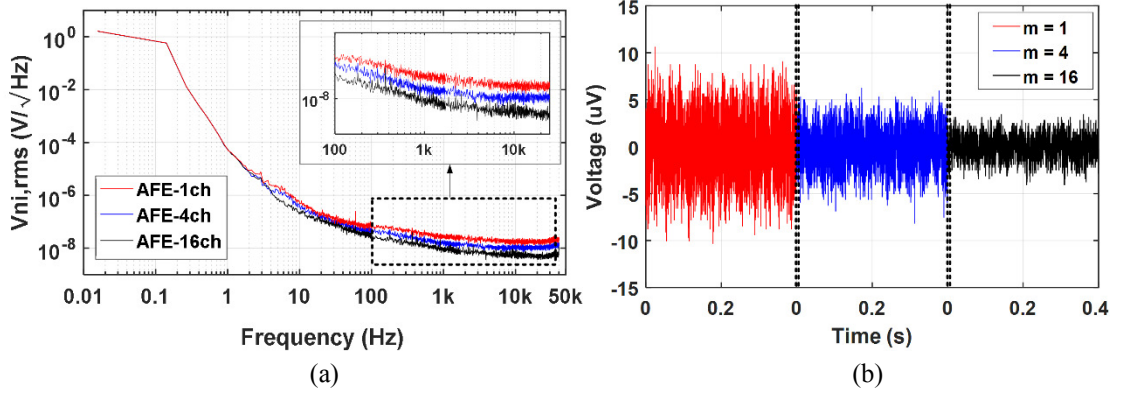 Vni,rms (V/√Hz)
10^0
10^-2
10^-4
10^-6
10^-8
0.01 0.1 1 10 100 1k 10k 50k
Frequency (Hz)
AFE-1ch
AFE-4ch
AFE-16ch
10^-8
100 1k 10k
(a)
Voltage (uV)
15
10
5
0
-5
-10
-15
0 0.2 0 0.2 0 0.2 0.4
Time (s)
m = 1
m = 4
m = 16
(b)